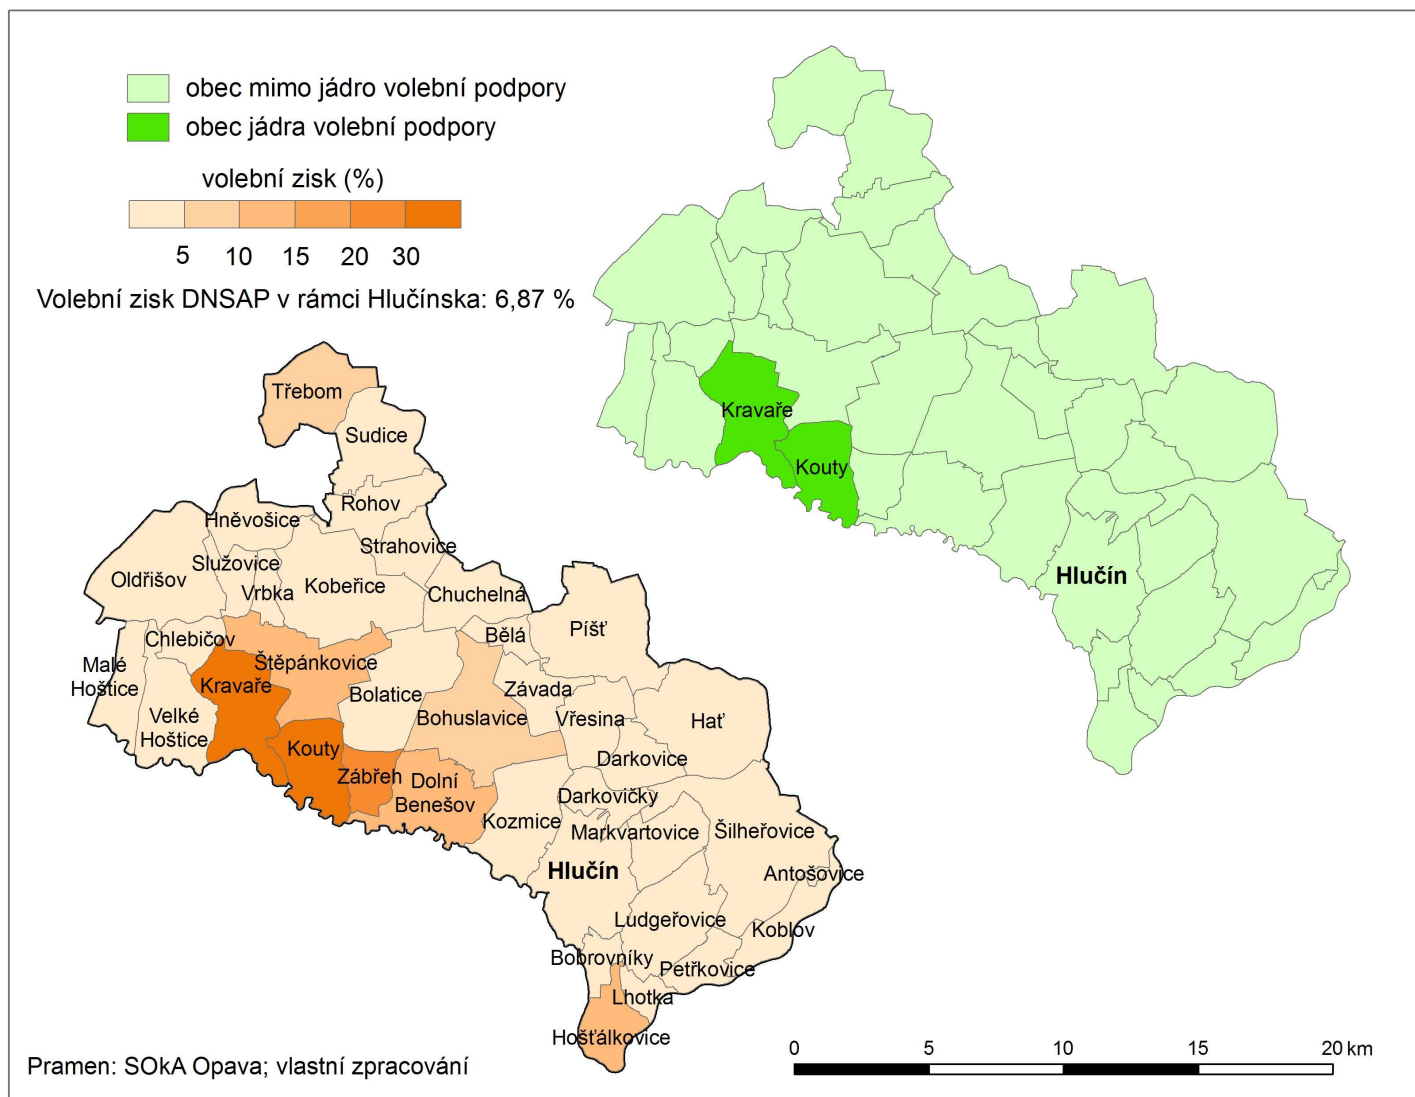 obec mimo jádro volební podpory
obec jádra volební podpory
volební zisk (%)
5 10 15 20 30
Volební zisk DNSAP v rámci Hlučínska: 6,87 %
Kravaře
Kouty
Hlučín
Třebom
Sudice
Rohov
Hněvošice
Strahovice
Služovice
Oldřišov
Vrbka
Kobeřice
Chuchelná
Píšť
Bělá
Chlebičov
Štěpánkovice
Malé
Hoštice
Kravaře
Bolatice
Závada
Velké
Hoštice
Bohuslavice
Vřesina
Hať
Kouty
Darkovice
Zábřeh
Dolní
Benešov
Darkovičky
Kozmice
Markvartovice
Šilheřovice
Hlučín
Antošovice
Ludgeřovice
Koblov
Bobrovníky
Petřkovice
Lhotka
Hošťálkovice
Pramen: SOkA Opava; vlastní zpracování
0 5 10 15 20 km